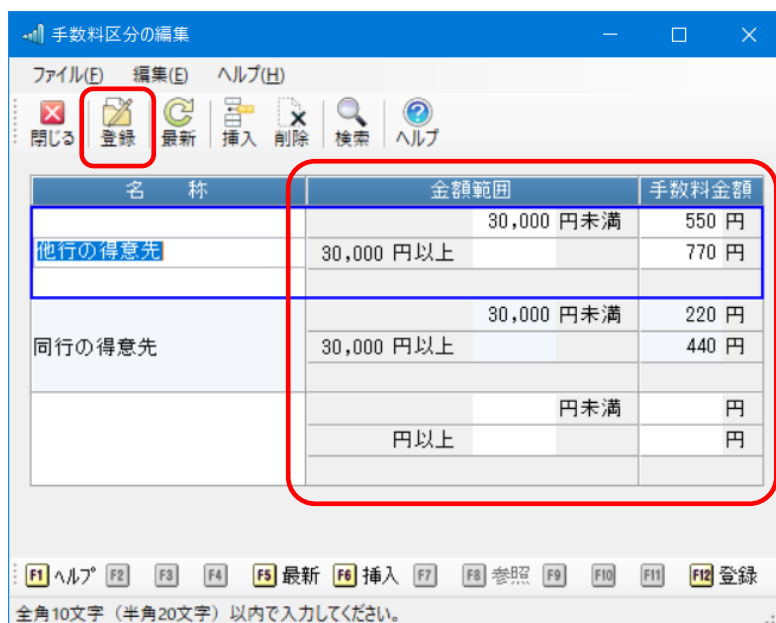 手数料区分の編集
ファイル(F) 編集(E) ヘルプ(H)
閉じる 登録 最新 挿入 削除 検索 ヘルプ
名 称 金額範囲 手数料金額
30,000 円未満 550 円
他行の得意先 30,000 円以上 770 円
30,000 円未満 220 円
同行の得意先 30,000 円以上 440 円
円未満 円
円以上 円
F1 ヘルプ F2 F3 F4 F5 最新 F6 挿入 F7 F8 参照 F9 F10 F11 F12 登録
全角10文字（半角20文字）以内で入力してください。